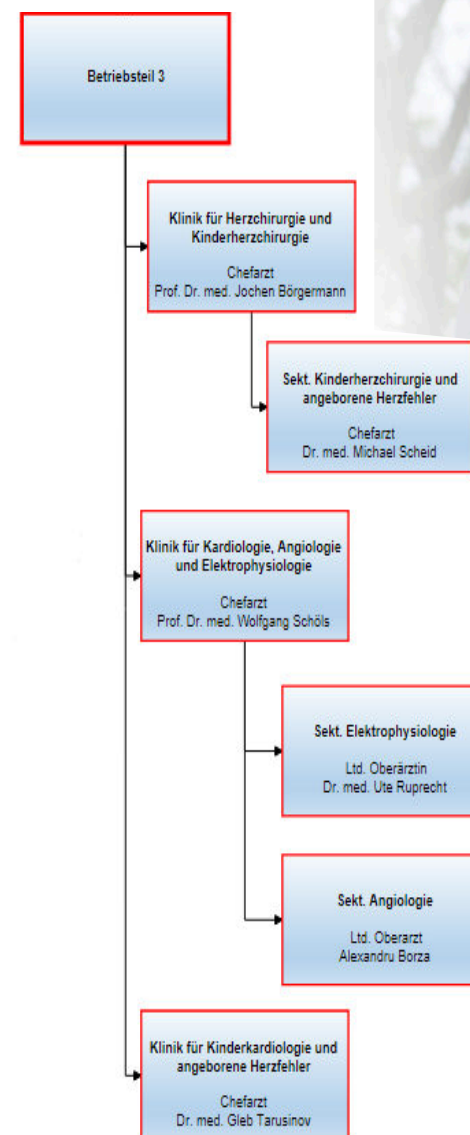 Betriebsteil 3
Klinik für Herzchirurgie und
Kinderherzchirurgie
Chefarzt
Prof. Dr. med. Jochen Börgermann
Sekt. Kinderherzchirurgie und
angeborene Herzfehler
Chefarzt
Dr. med. Michael Scheid
Klinik für Kardiologie, Angiologie
und Elektrophysiologie
Chefarzt
Prof. Dr. med. Wolfgang Schöls
Sekt. Elektrophysiologie
Ltd. Oberärztin
Dr. med. Ute Ruprecht
Sekt. Angiologie
Ltd. Oberarzt
Alexandru Borza
Klinik für Kinderkardiologie und
angeborene Herzfehler
Chefarzt
Dr. med. Gleb Tarusinov